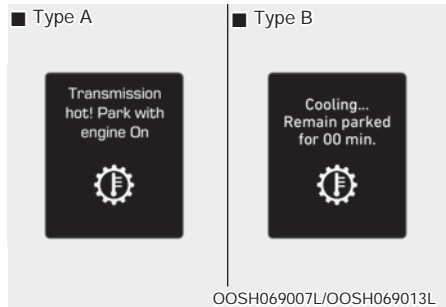 ■ Type A
Transmission
hot! Park with
engine On
■ Type B
Cooling...
Remain parked
for 00 min.
OOSH069007L/OOSH069013L